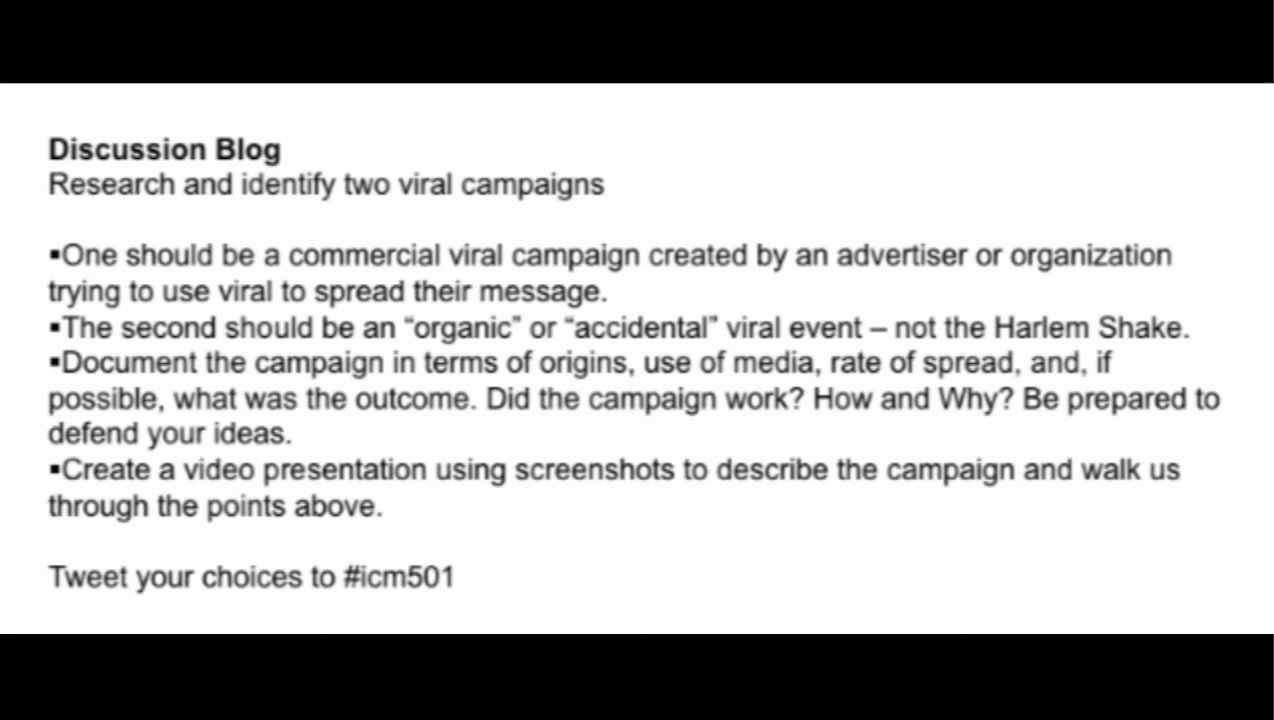 Discussion Blog
Research and identify two viral campaigns
▪One should be a commercial viral campaign created by an advertiser or organization
trying to use viral to spread their message.
▪The second should be an “organic” or “accidental” viral event – not the Harlem Shake.
▪Document the campaign in terms of origins, use of media, rate of spread, and, if
possible, what was the outcome. Did the campaign work? How and Why? Be prepared to
defend your ideas.
▪Create a video presentation using screenshots to describe the campaign and walk us
through the points above.
Tweet your choices to #icm501